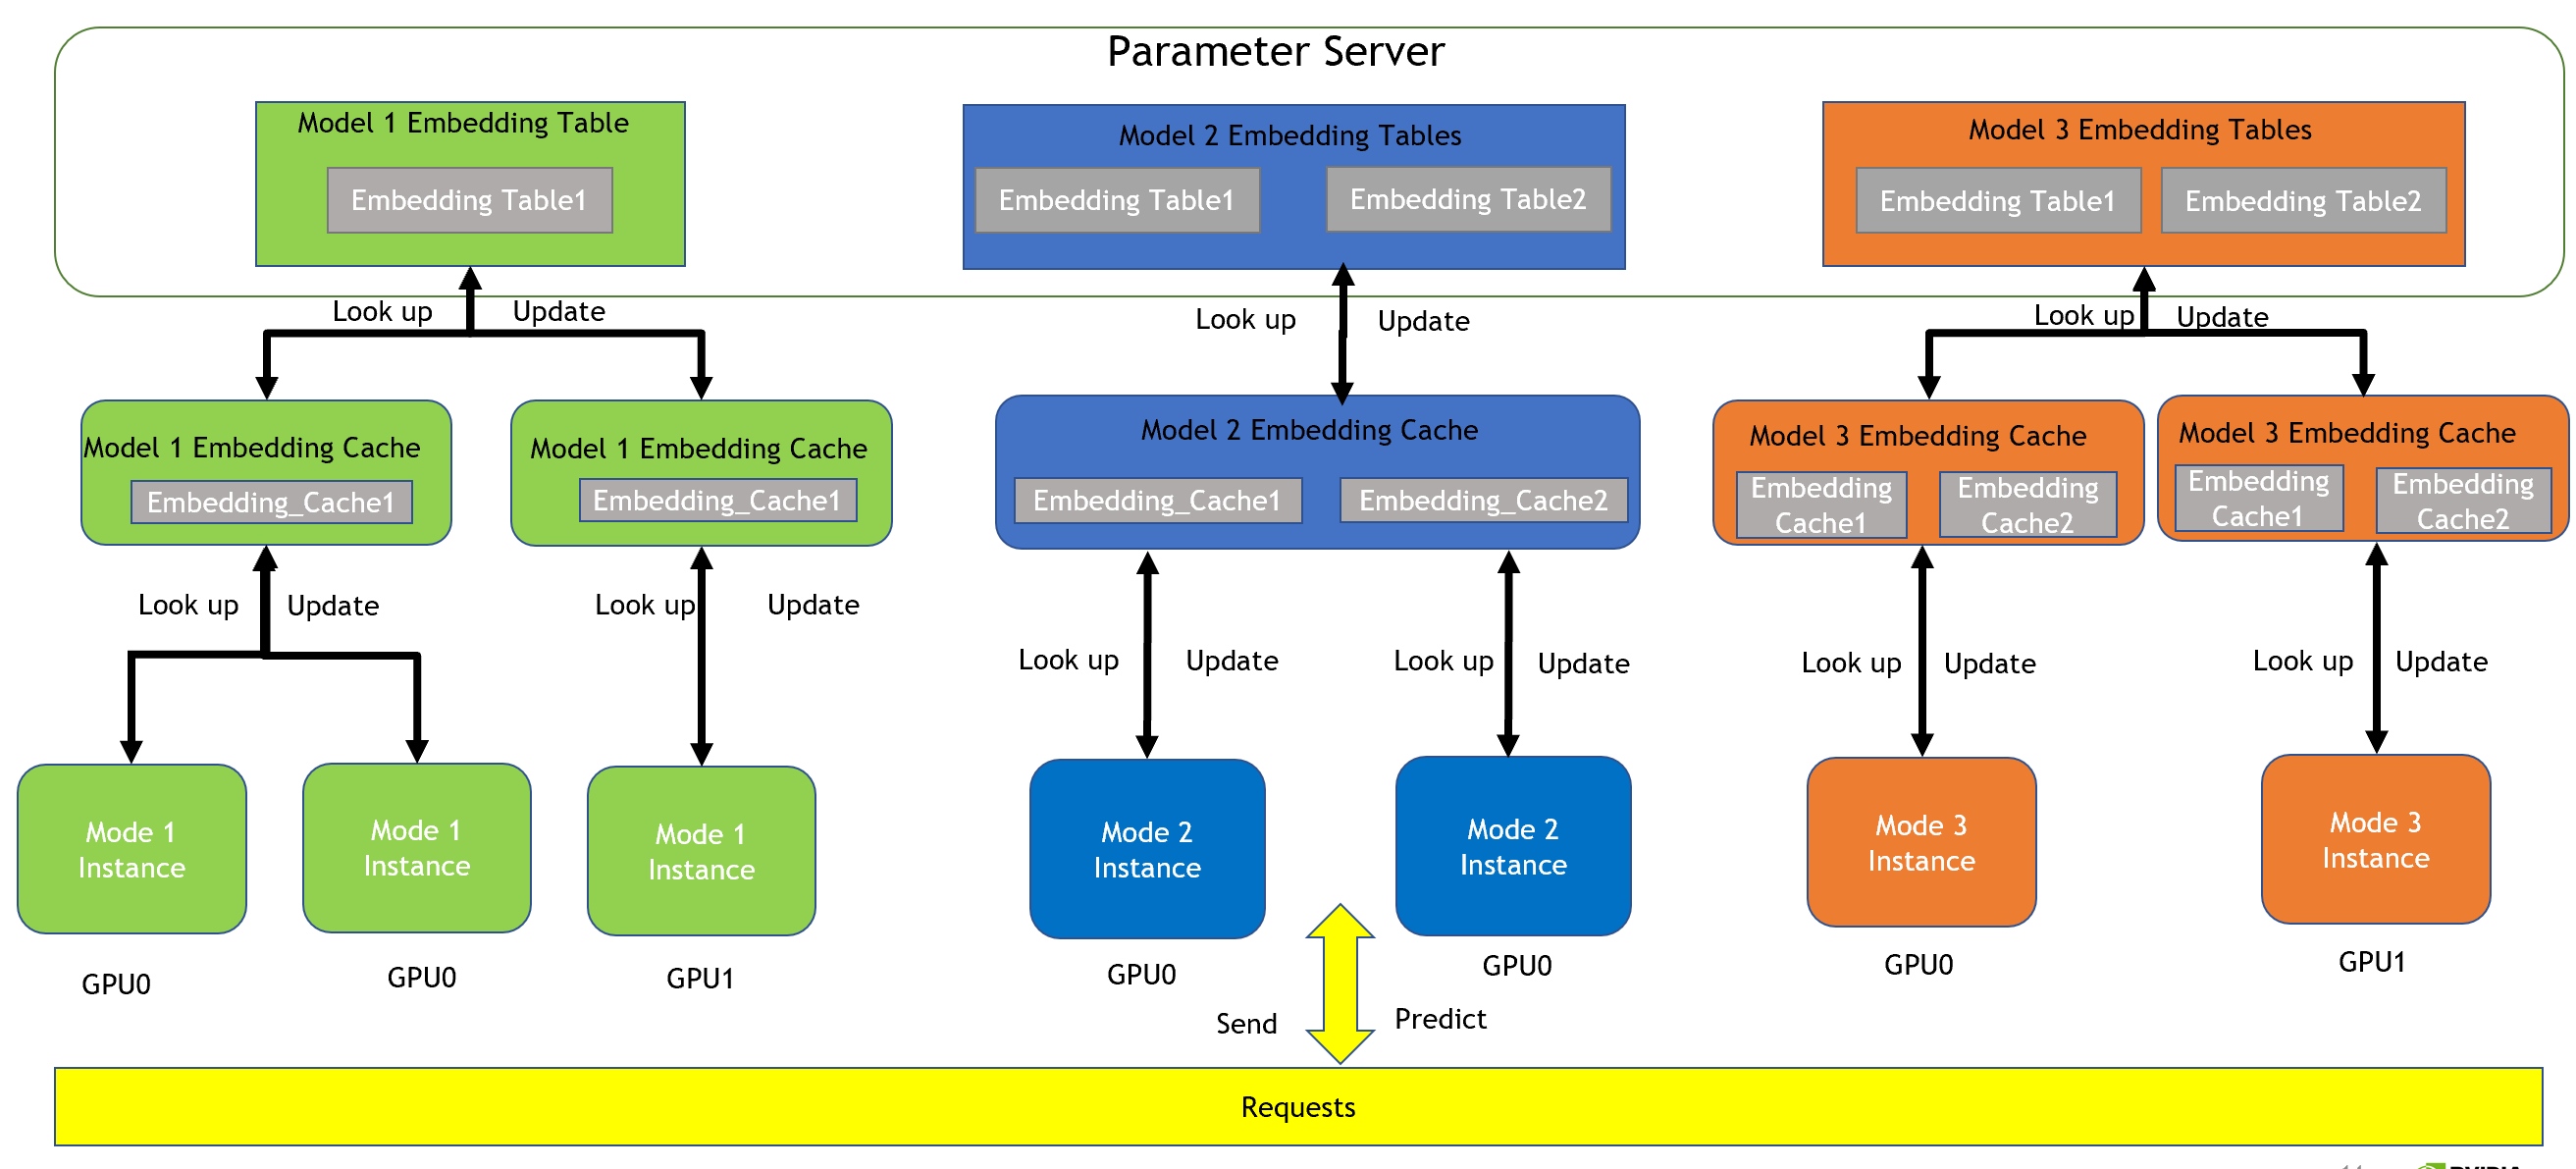 Parameter Server
Model 1 Embedding Table
Embedding Table1
Model 2 Embedding Tables
Embedding Table1
Embedding Table2
Model 3 Embedding Tables
Embedding Table1
Embedding Table2
Look up
Update
Look up
Update
Look up
Update
Model 1 Embedding Cache
Embedding_Cache1
Model 1 Embedding Cache
Embedding_Cache1
Model 2 Embedding Cache
Embedding_Cache1
Embedding_Cache2
Model 3 Embedding Cache
Embedding
Cache1
Embedding
Cache2
Model 3 Embedding Cache
Embedding
Cache1
Embedding
Cache2
Look up
Update
Look up
Update
Look up
Update
Look up
Update
Look up
Update
Look up
Update
Mode 1
Instance
Mode 1
Instance
Mode 1
Instance
Mode 2
Instance
Mode 2
Instance
Mode 3
Instance
Mode 3
Instance
GPU0
GPU0
GPU1
GPU0
GPU0
GPU0
GPU1
Send
Predict
Requests